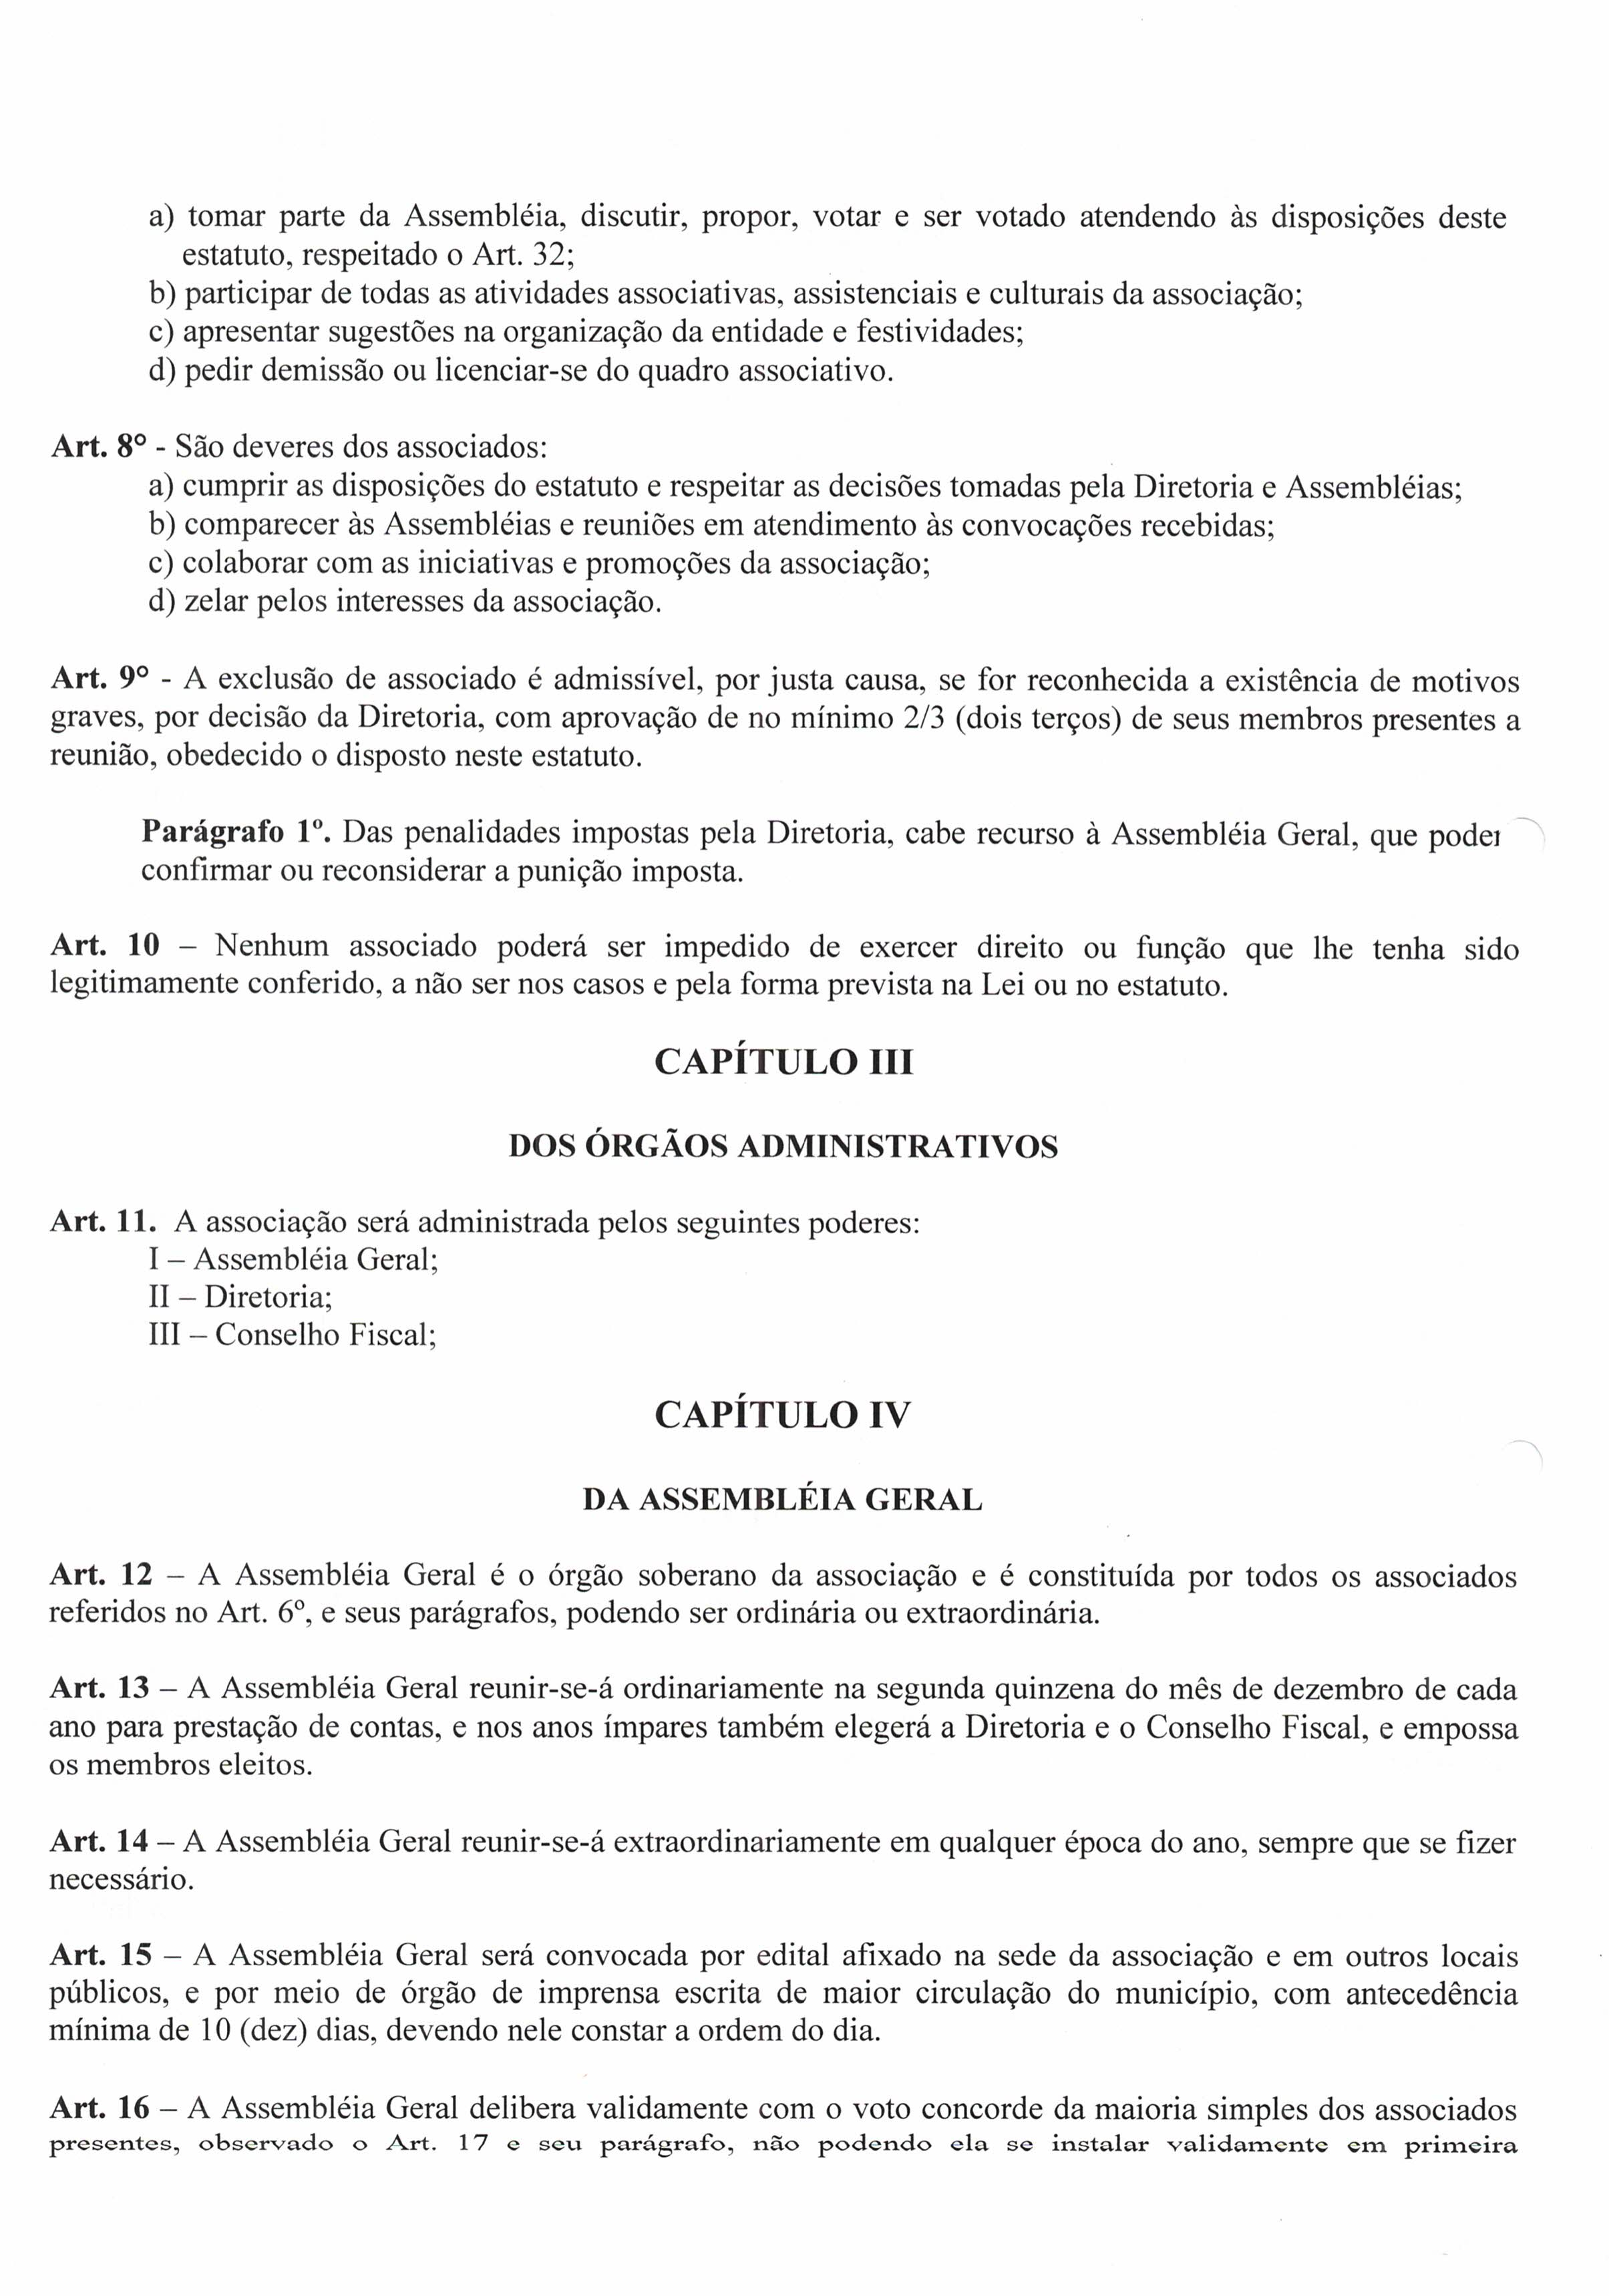 a) tomar parte da Assembléia, discutir, propor, votar e ser votado atendendo às disposições deste
estatuto, respeitado o Art. 32;
b) participar de todas as atividades associativas, assistenciais e culturais da associação;
c) apresentar sugestões na organização da entidade e festividades;
d) pedir demissão ou licenciar-se do quadro associativo.
Art. 8º - São deveres dos associados:
a) cumprir as disposições do estatuto e respeitar as decisões tomadas pela Diretoria e Assembléias;
b) comparecer às Assembléias e reuniões em atendimento às convocações recebidas;
c) colaborar com as iniciativas e promoções da associação;
d) zelar pelos interesses da associação.
Art. 9º - A exclusão de associado é admissível, por justa causa, se for reconhecida a existência de motivos
graves, por decisão da Diretoria, com aprovação de no mínimo 2/3 (dois terços) de seus membros presentes a
reunião, obedecido o disposto neste estatuto.
Parágrafo 1º. Das penalidades impostas pela Diretoria, cabe recurso à Assembléia Geral, que
confirmar ou reconsiderar a punição imposta.
Art. 10 – Nenhum associado poderá ser impedido de exercer direito ou função que lhe tenha sido
legitimamente conferido, a não ser nos casos e pela forma prevista na Lei ou no estatuto.
CAPÍTULO III
DOS ÓRGÃOS ADMINISTRATIVOS
Art. 11. A associação será administrada pelos seguintes poderes:
I – Assembléia Geral;
II – Diretoria;
III – Conselho Fiscal;
CAPÍTULO IV
DA ASSEMBLÉIA GERAL
Art. 12 – A Assembléia Geral é o órgão soberano da associação e é constituída por todos os associados
referidos no Art. 6º, e seus parágrafos, podendo ser ordinária ou extraordinária.
Art. 13 – A Assembléia Geral reunir-se-á ordinariamente na segunda quinzena do mês de dezembro de cada
ano para prestação de contas, e nos anos ímpares também elegerá a Diretoria e o Conselho Fiscal, e empossa
os membros eleitos.
Art. 14 – A Assembléia Geral reunir-se-á extraordinariamente em qualquer época do ano, sempre que se fizer
necessário.
Art. 15 – A Assembléia Geral será convocada por edital afixado na sede da associação e em outros locais
públicos, e por meio de órgão de imprensa escrita de maior circulação do município, com antecedência
mínima de 10 (dez) dias, devendo nele constar a ordem do dia.
Art. 16 – A Assembléia Geral delibera validamente com o voto concorde da maioria simples dos associados
presentes, observado o Art. 17 e seu parágrafo, não podendo ela se instalar validamente em primeira